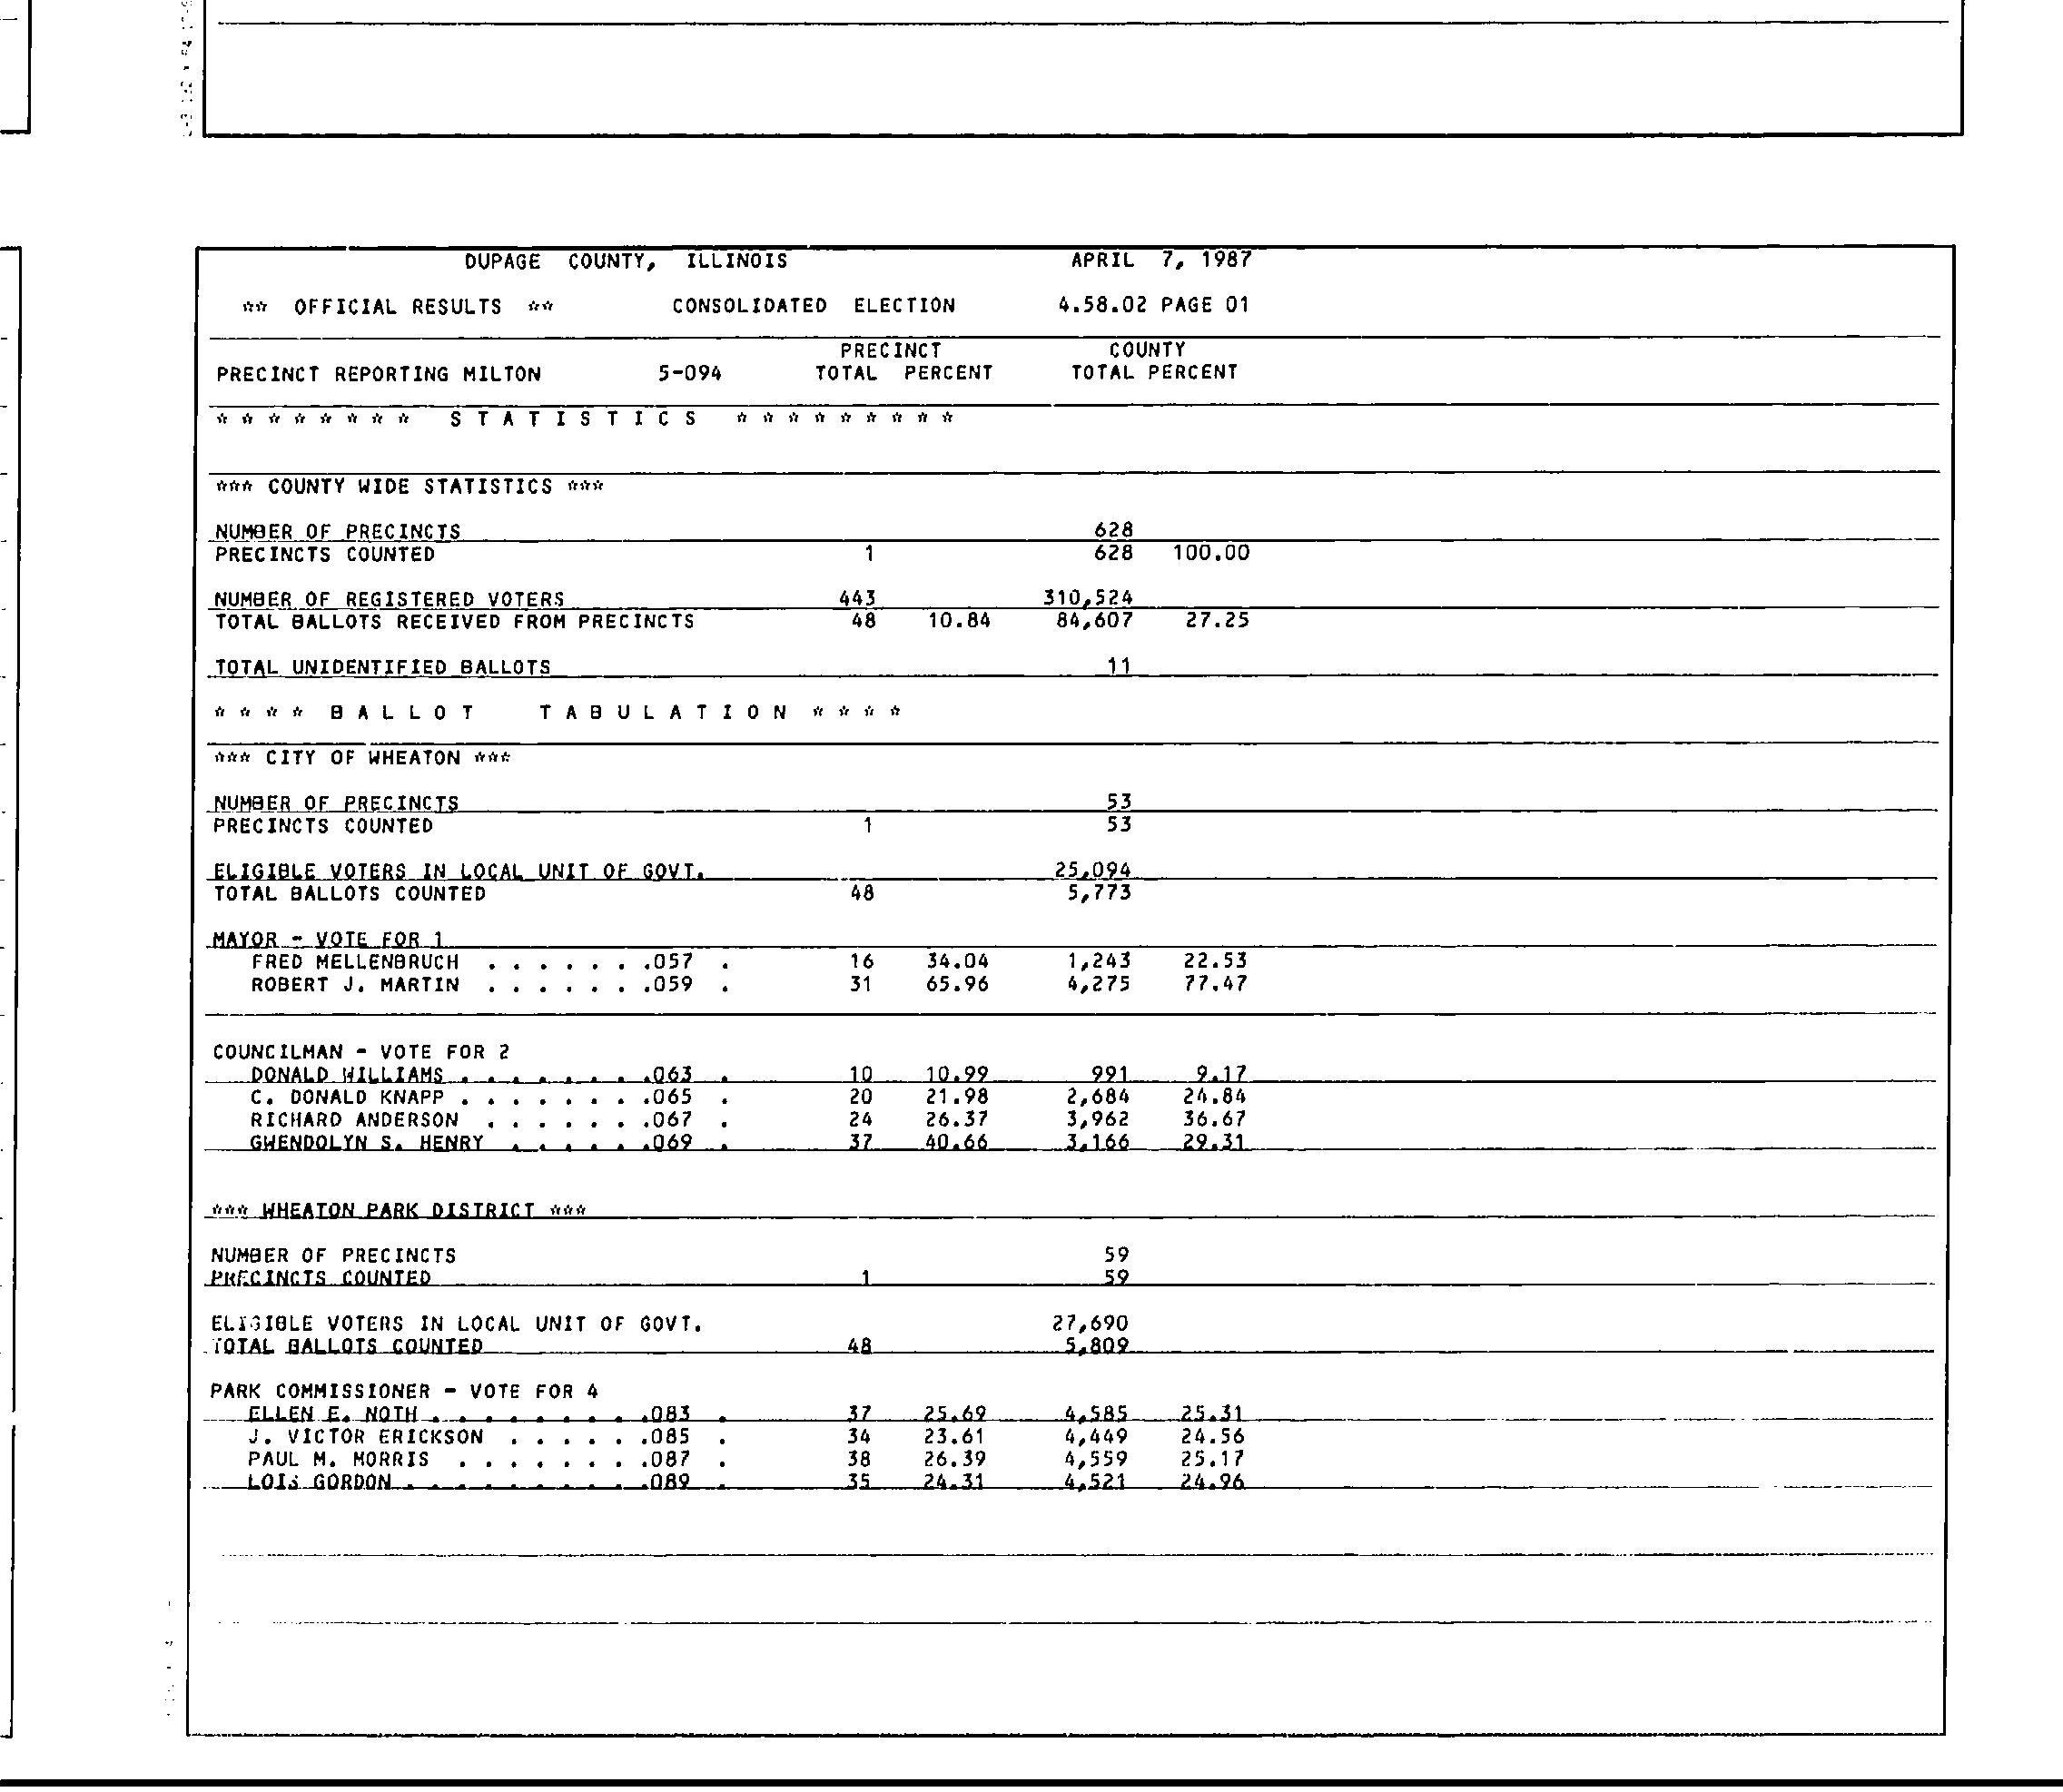 DUPAGE COUNTY, ILLINOIS APRIL 7, 1987
** OFFICIAL RESULTS ** CONSOLIDATED ELECTION 4.58.02 PAGE 01
PRECINCT COUNTY
PRECINCT REPORTING MILTON 5-094 TOTAL PERCENT TOTAL PERCENT
* * * * * * * * S T A T I S T I C S * * * * * * * * *
*** COUNTY WIDE STATISTICS ***
NUMBER OF PRECINCTS 628
PRECINCTS COUNTED 1 628 100.00
NUMBER OF REGISTERED VOTERS 443 310,524
TOTAL BALLOTS RECEIVED FROM PRECINCTS 48 10.84 84,607 27.25
TOTAL UNIDENTIFIED BALLOTS 11
* * * * B A L L O T T A B U L A T I O N * * * *
*** CITY OF WHEATON ***
NUMBER OF PRECINCTS 53
PRECINCTS COUNTED 1 53
ELIGIBLE VOTERS IN LOCAL UNIT OF GOVT. 25,094
TOTAL BALLOTS COUNTED 48 5,773
MAYOR - VOTE FOR 1
FRED MELLENBRUCH . . . . . . .057 . 16 34.04 1,243 22.53
ROBERT J. MARTIN . . . . . . .059 . 31 65.96 4,275 77.47
COUNCILMAN - VOTE FOR 2
DONALD WILLIAMS . . . . . . . .063 . 10 10.99 991 9.17
C. DONALD KNAPP . . . . . . . .065 . 20 21.98 2,684 24.84
RICHARD ANDERSON . . . . . . .067 . 24 26.37 3,962 36.67
GWENDOLYN S. HENRY . . . . . .069 . 37 40.66 3,166 29.31
*** WHEATON PARK DISTRICT ***
NUMBER OF PRECINCTS 59
PRECINCTS COUNTED 1 59
ELIGIBLE VOTERS IN LOCAL UNIT OF GOVT. 27,690
TOTAL BALLOTS COUNTED 48 5,809
PARK COMMISSIONER - VOTE FOR 4
ELLEN E. NOTH . . . . . . . . .083 . 37 25.69 4,585 25.31
J. VICTOR ERICKSON . . . . . .085 . 34 23.61 4,449 24.56
PAUL M. MORRIS . . . . . . . .087 . 38 26.39 4,559 25.17
LOIS GORDON . . . . . . . . . .089 . 35 24.31 4,521 24.96